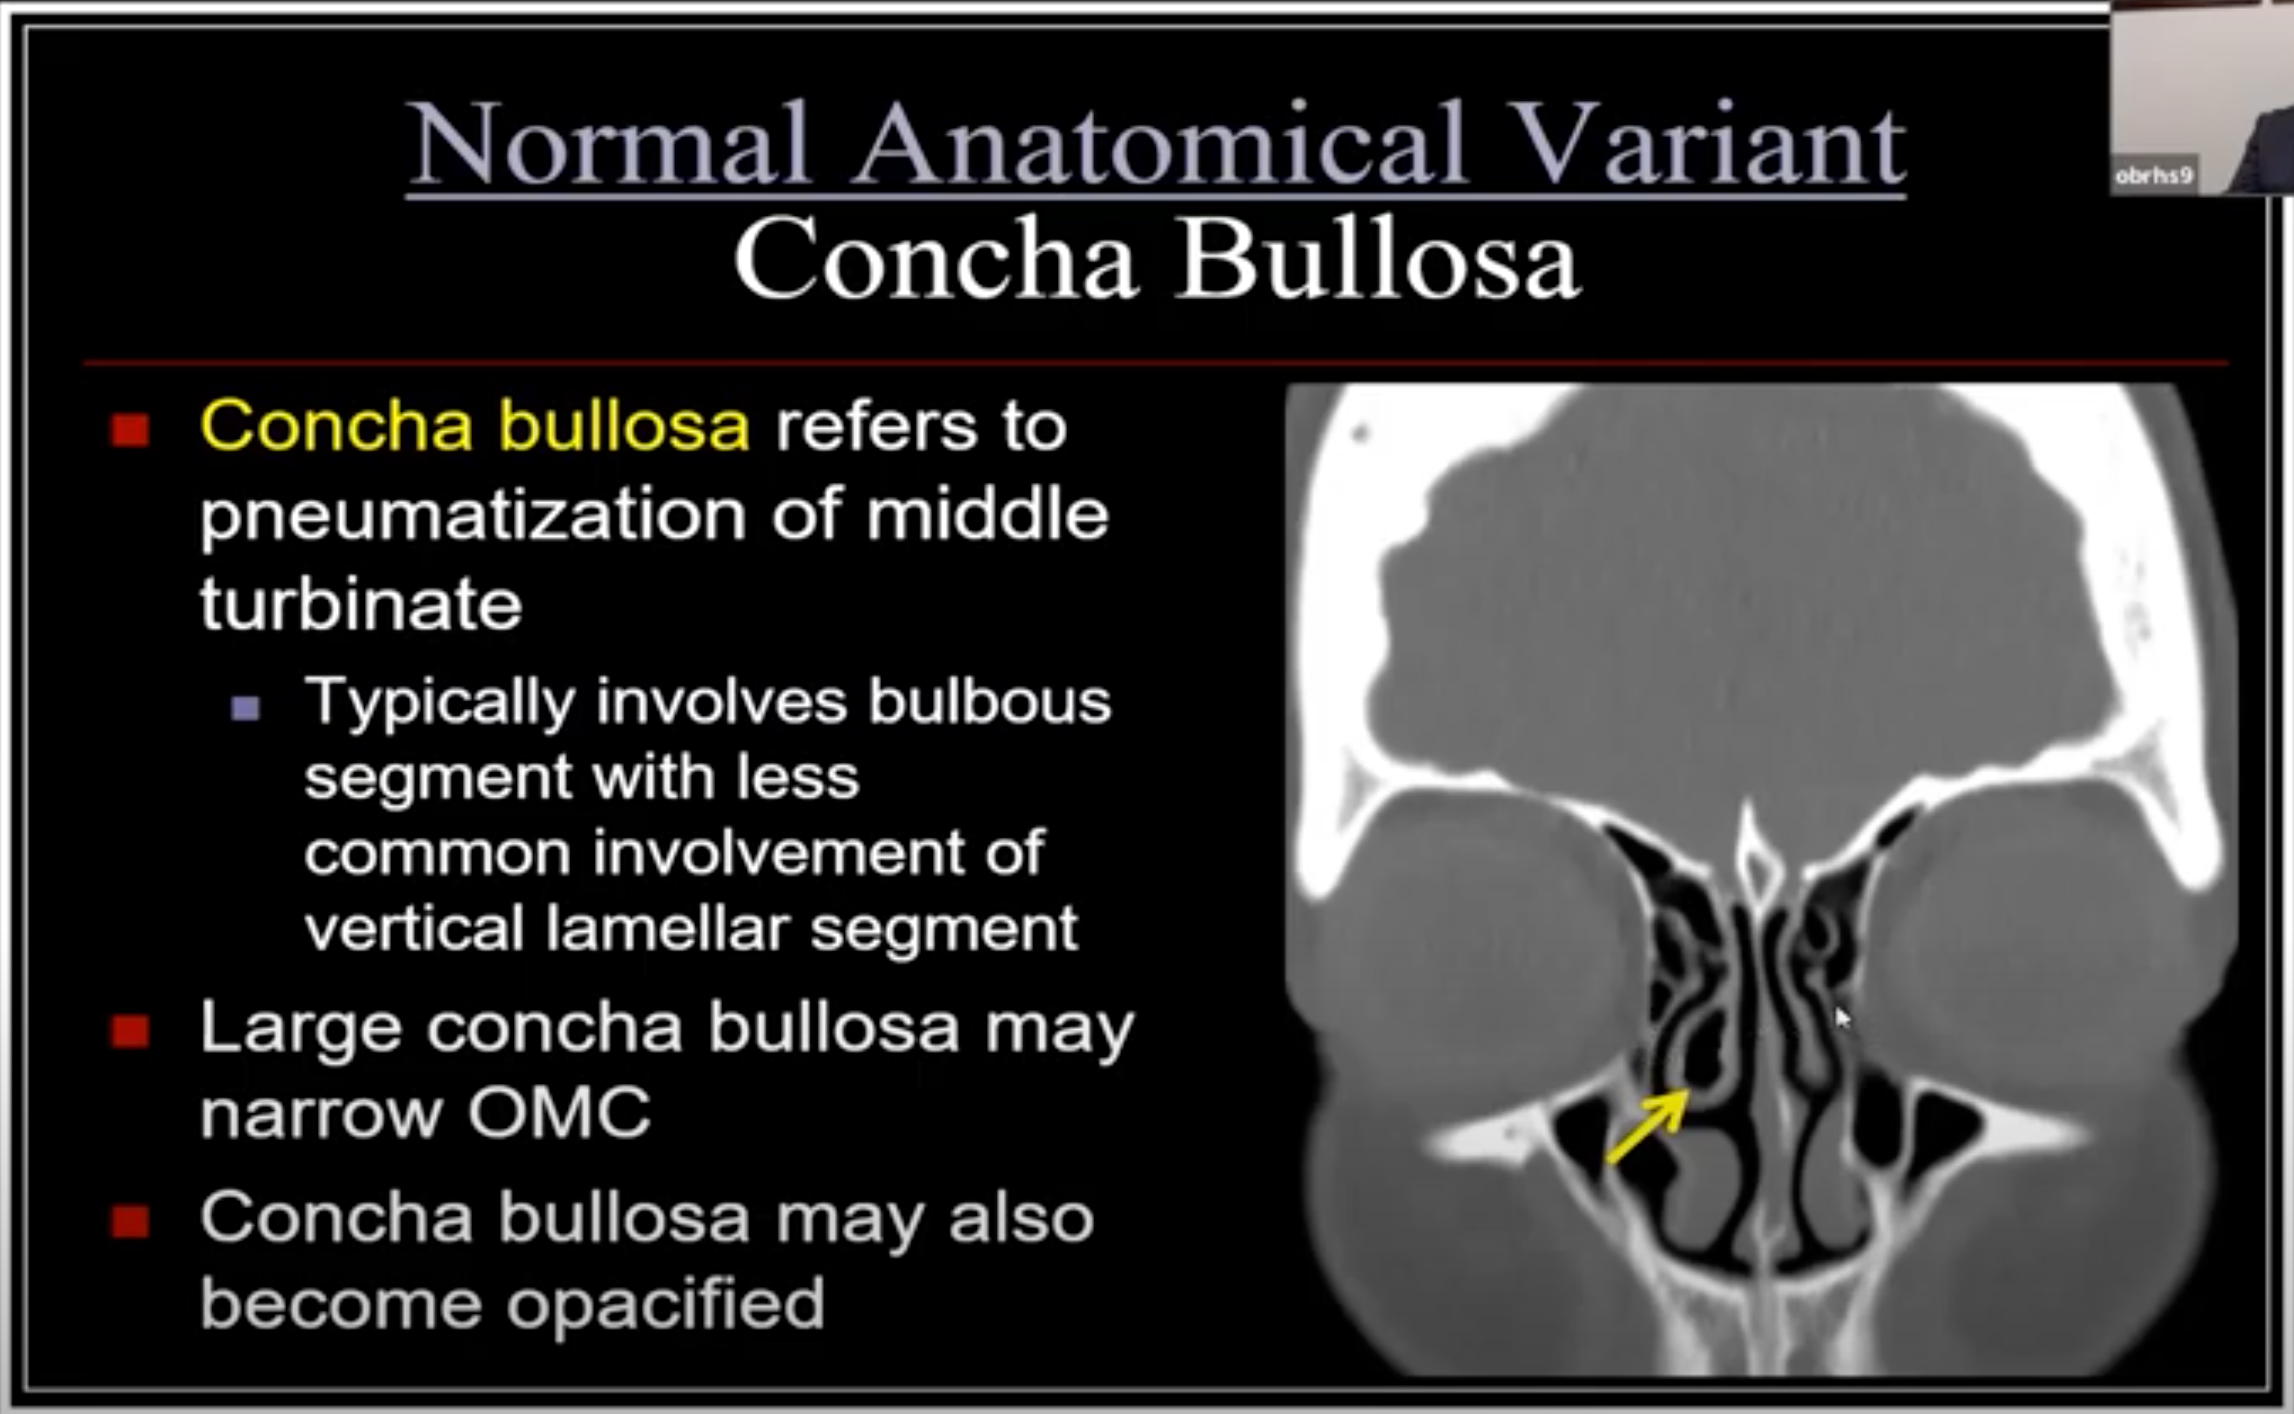 Normal Anatomical Variant
obrhs9
Concha Bullosa
Concha bullosa refers to
pneumatization of middle
turbinate
Typically involves bulbous
segment with less
common involvement of
vertical lamellar segment
Large concha bullosa may
narrow OMC
Concha bullosa may also
become opacified